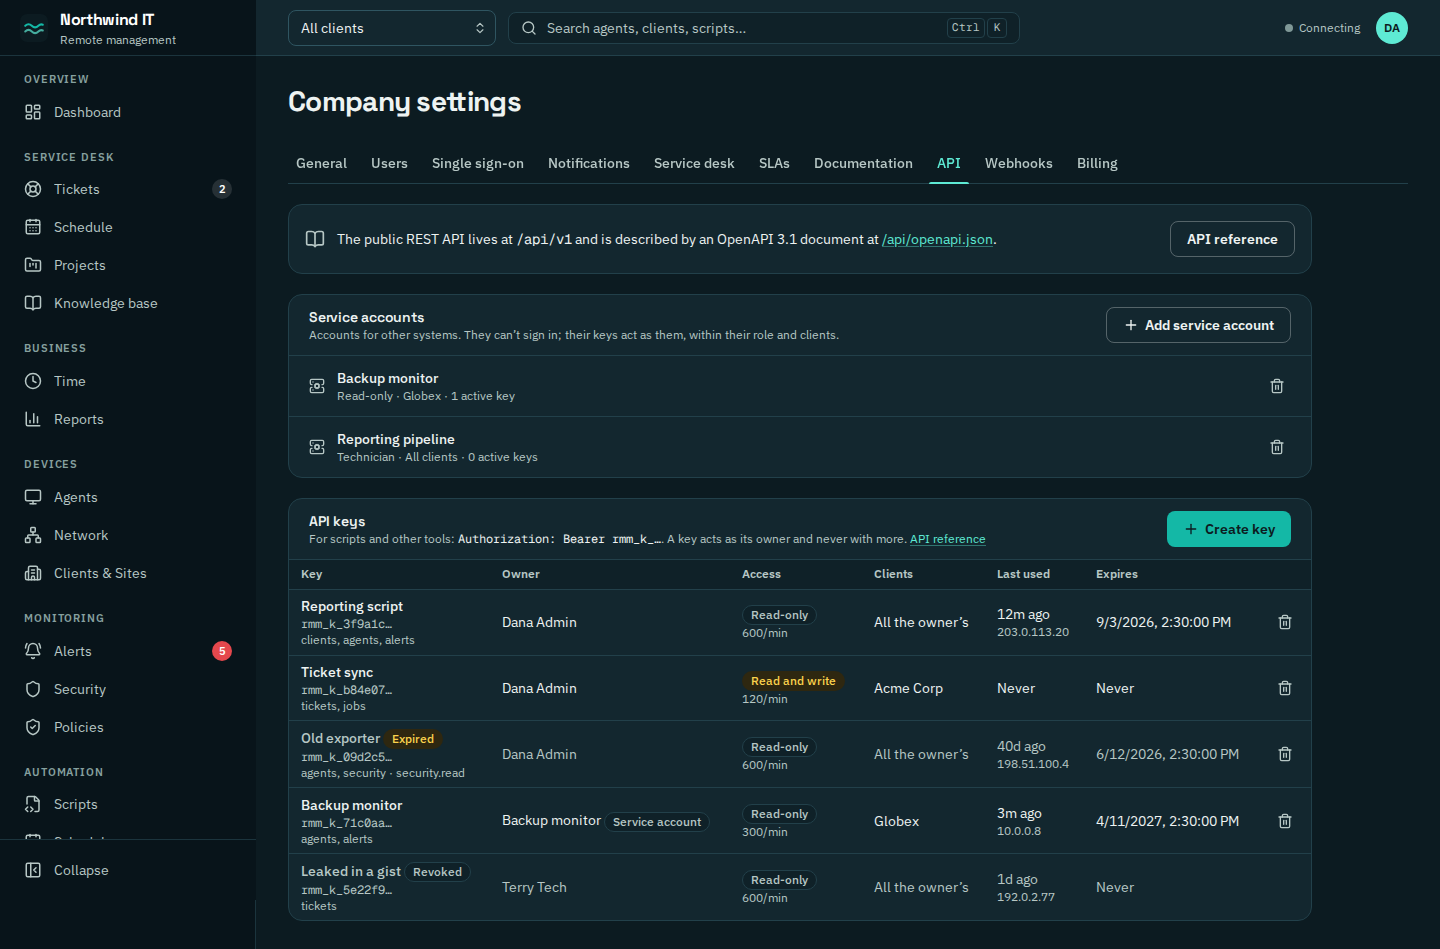 Northwind IT
Remote management
All clients
Search agents, clients, scripts…
Ctrl K
Connecting
DA
OVERVIEW
Dashboard
SERVICE DESK
Tickets 2
Schedule
Projects
Knowledge base
BUSINESS
Time
Reports
DEVICES
Agents
Network
Clients & Sites
MONITORING
Alerts 5
Security
Policies
AUTOMATION
Scripts
Collapse
Company settings
General Users Single sign-on Notifications Service desk SLAs Documentation API Webhooks Billing
The public REST API lives at /api/v1 and is described by an OpenAPI 3.1 document at /api/openapi.json.
API reference
Service accounts
Accounts for other systems. They can’t sign in; their keys act as them, within their role and clients.
Add service account
Backup monitor
Read-only · Globex · 1 active key
Reporting pipeline
Technician · All clients · 0 active keys
API keys
For scripts and other tools: Authorization: Bearer rmm_k_…. A key acts as its owner and never with more. API reference
Create key
Key Owner Access Clients Last used Expires
Reporting script
rmm_k_3f9a1c…
clients, agents, alerts
Dana Admin
Read-only
600/min
All the owner’s
12m ago
203.0.113.20
9/3/2026, 2:30:00 PM
Ticket sync
rmm_k_b84e07…
tickets, jobs
Dana Admin
Read and write
120/min
Acme Corp
Never
Never
Old exporter Expired
rmm_k_09d2c5…
agents, security · security.read
Dana Admin
Read-only
600/min
All the owner’s
40d ago
198.51.100.4
6/12/2026, 2:30:00 PM
Backup monitor
rmm_k_71c0aa…
agents, alerts
Backup monitor Service account
Read-only
300/min
Globex
3m ago
10.0.0.8
4/11/2027, 2:30:00 PM
Leaked in a gist Revoked
rmm_k_5e22f9…
tickets
Terry Tech
Read-only
600/min
All the owner’s
1d ago
192.0.2.77
Never